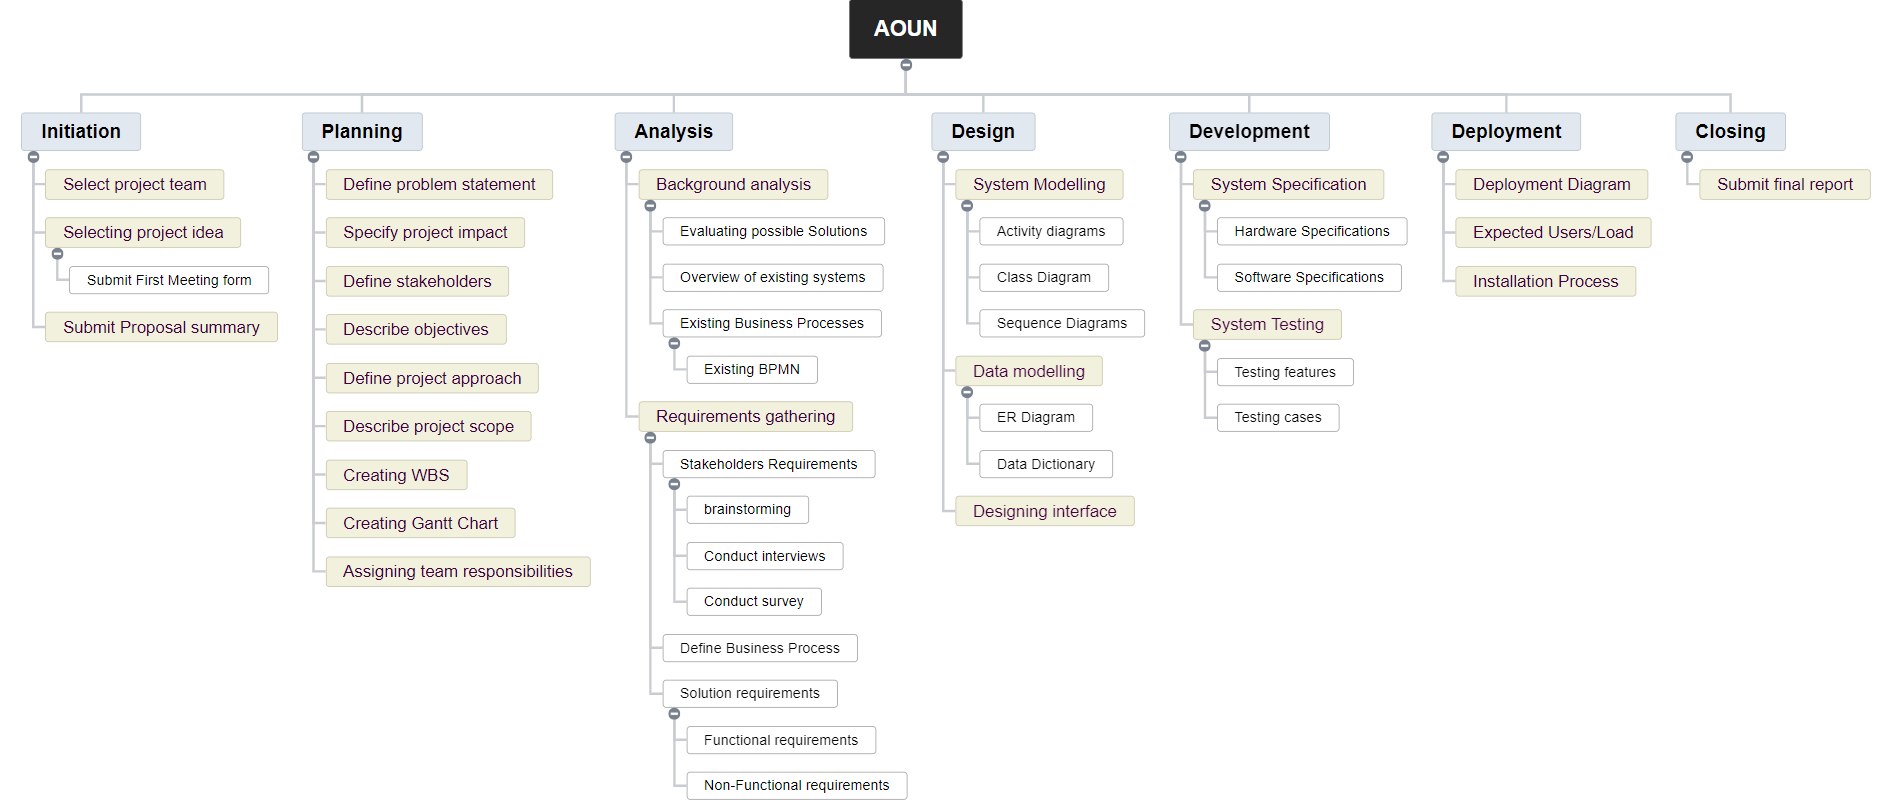 AOUN
Initiation
Select project team
Selecting project idea
Submit First Meeting form
Submit Proposal summary
Planning
Define problem statement
Specify project impact
Define stakeholders
Describe objectives
Define project approach
Describe project scope
Creating WBS
Creating Gantt Chart
Assigning team responsibilities
Analysis
Background analysis
Evaluating possible Solutions
Overview of existing systems
Existing Business Processes
Existing BPMN
Requirements gathering
Stakeholders Requirements
brainstorming
Conduct interviews
Conduct survey
Define Business Process
Solution requirements
Functional requirements
Non-Functional requirements
Design
System Modelling
Activity diagrams
Class Diagram
Sequence Diagrams
Data modelling
ER Diagram
Data Dictionary
Designing interface
Development
System Specification
Hardware Specifications
Software Specifications
System Testing
Testing features
Testing cases
Deployment
Deployment Diagram
Expected Users/Load
Installation Process
Closing
Submit final report